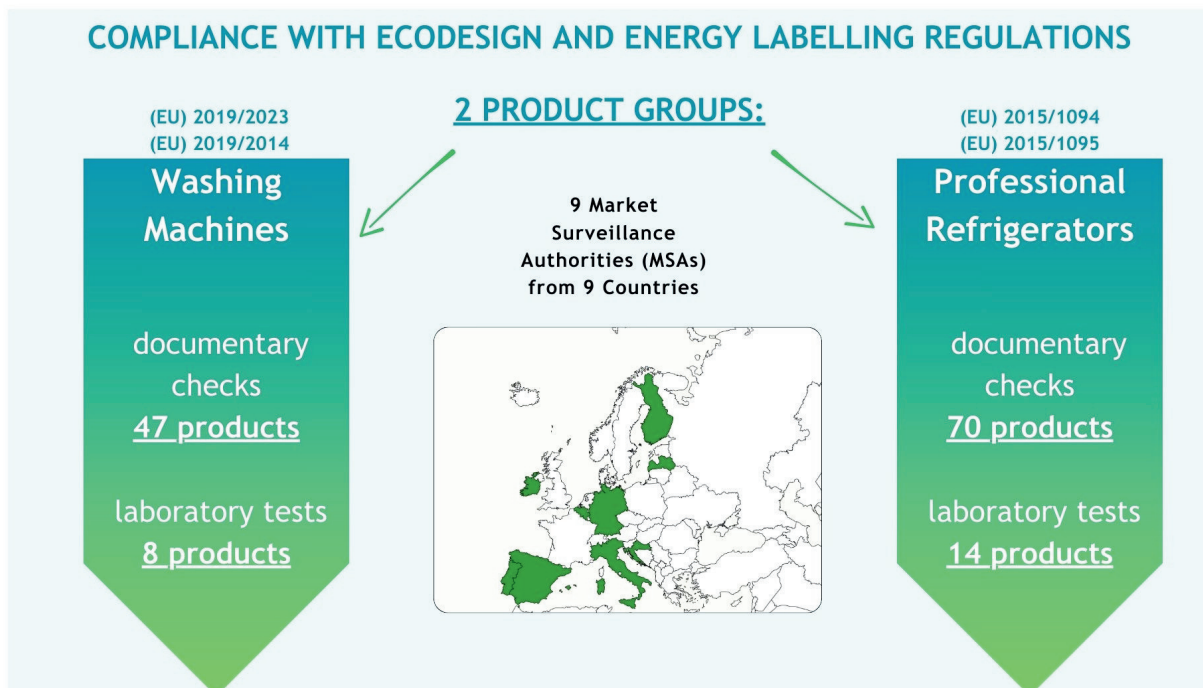 COMPLIANCE WITH ECODESIGN AND ENERGY LABELLING REGULATIONS
2 PRODUCT GROUPS:
(EU) 2019/2023
(EU) 2019/2014
Washing
Machines
documentary
checks
47 products
laboratory tests
8 products
9 Market
Surveillance
Authorities (MSAs)
from 9 Countries
(EU) 2015/1094
(EU) 2015/1095
Professional
Refrigerators
documentary
checks
70 products
laboratory tests
14 products